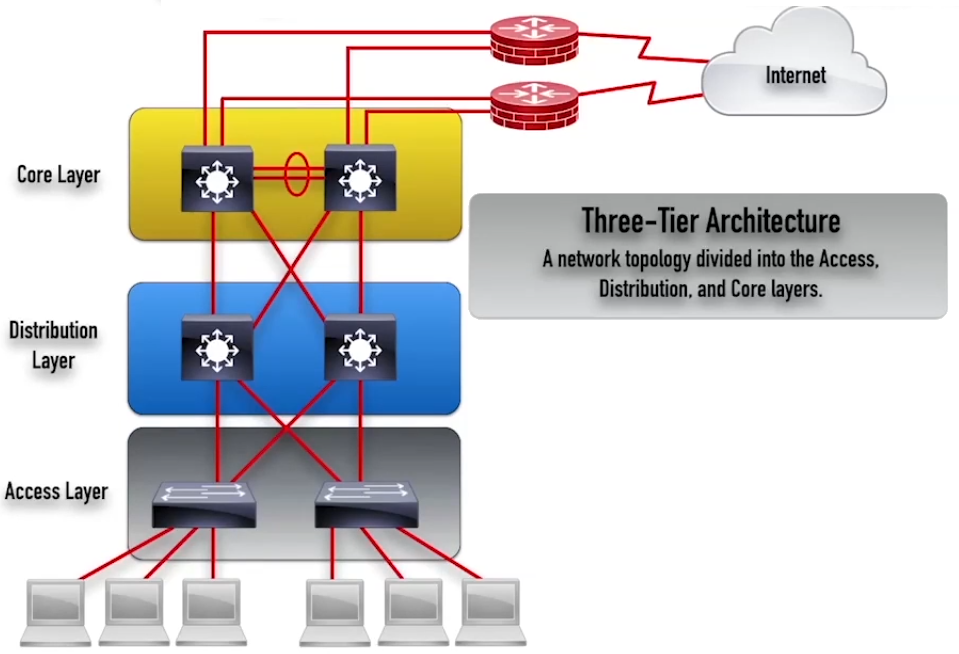 Internet
Core Layer
Three-Tier Architecture
A network topology divided into the Access,
Distribution, and Core layers.
Distribution
Layer
Access Layer